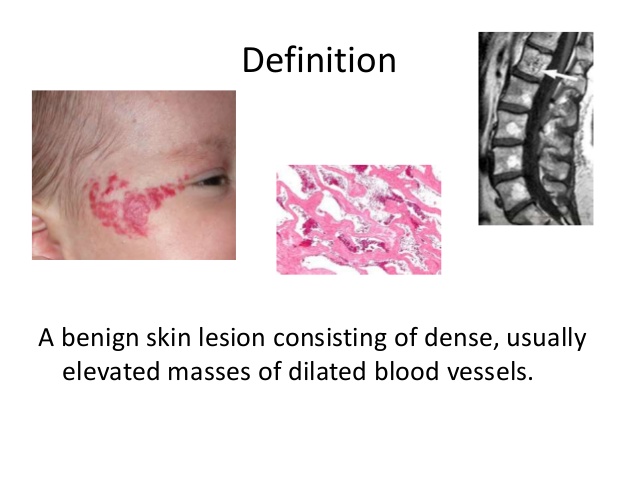 Definition
A benign skin lesion consisting of dense, usually
elevated masses of dilated blood vessels.